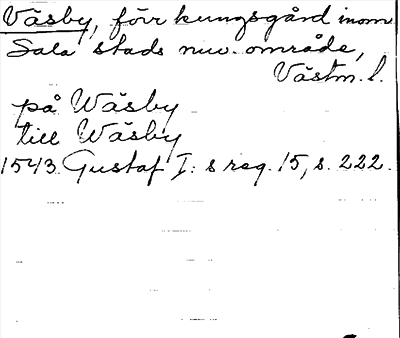 Väsby, förr kungsgård inom
Sala stads nuv. område,
Västm. l.
på Wäsby
till Wäsby
1543 Gustaf I:s reg. 15, s. 222.